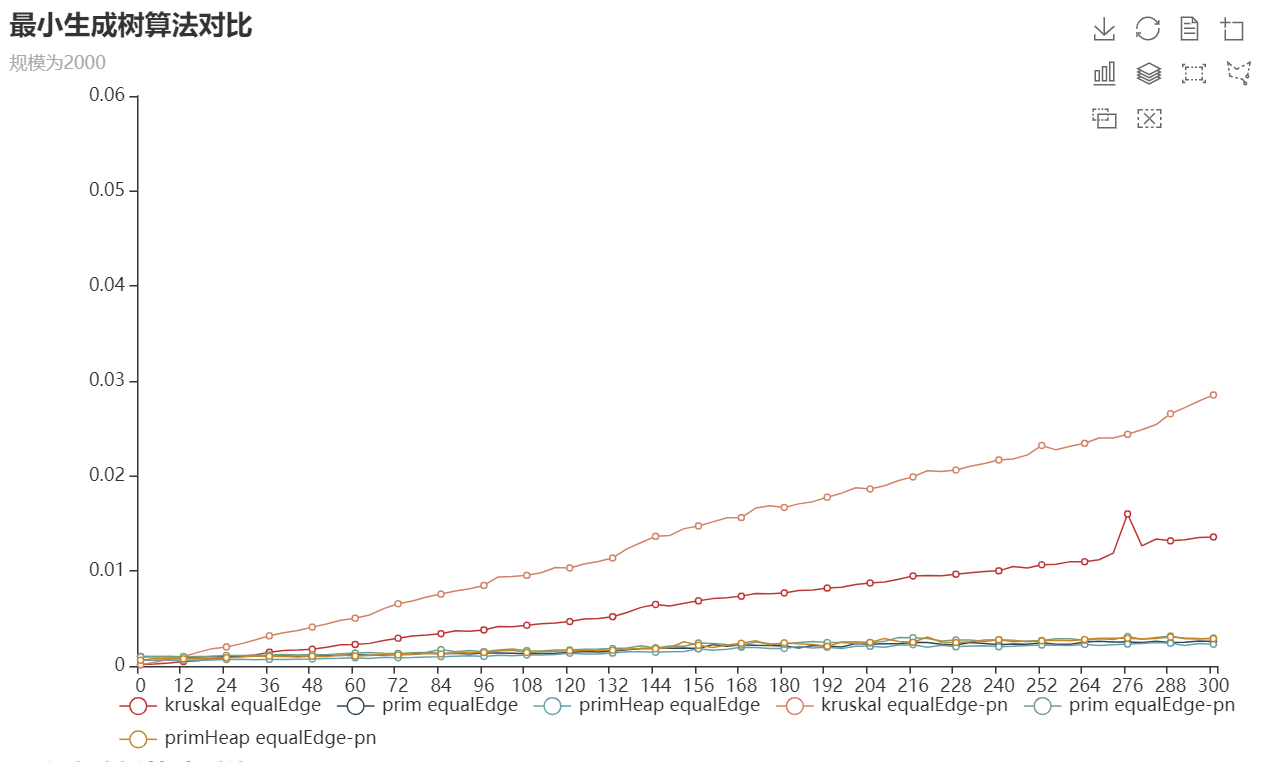 最小生成树算法对比
规模为2000
0.06
0.05
0.04
0.03
0.02
0.01
0
0 12 24 36 48 60 72 84 96 108 120 132 144 156 168 180 192 204 216 228 240 252 264 276 288 300
kruskal equalEdge prim equalEdge primHeap equalEdge kruskal equalEdge-pn prim equalEdge-pn
primHeap equalEdge-pn